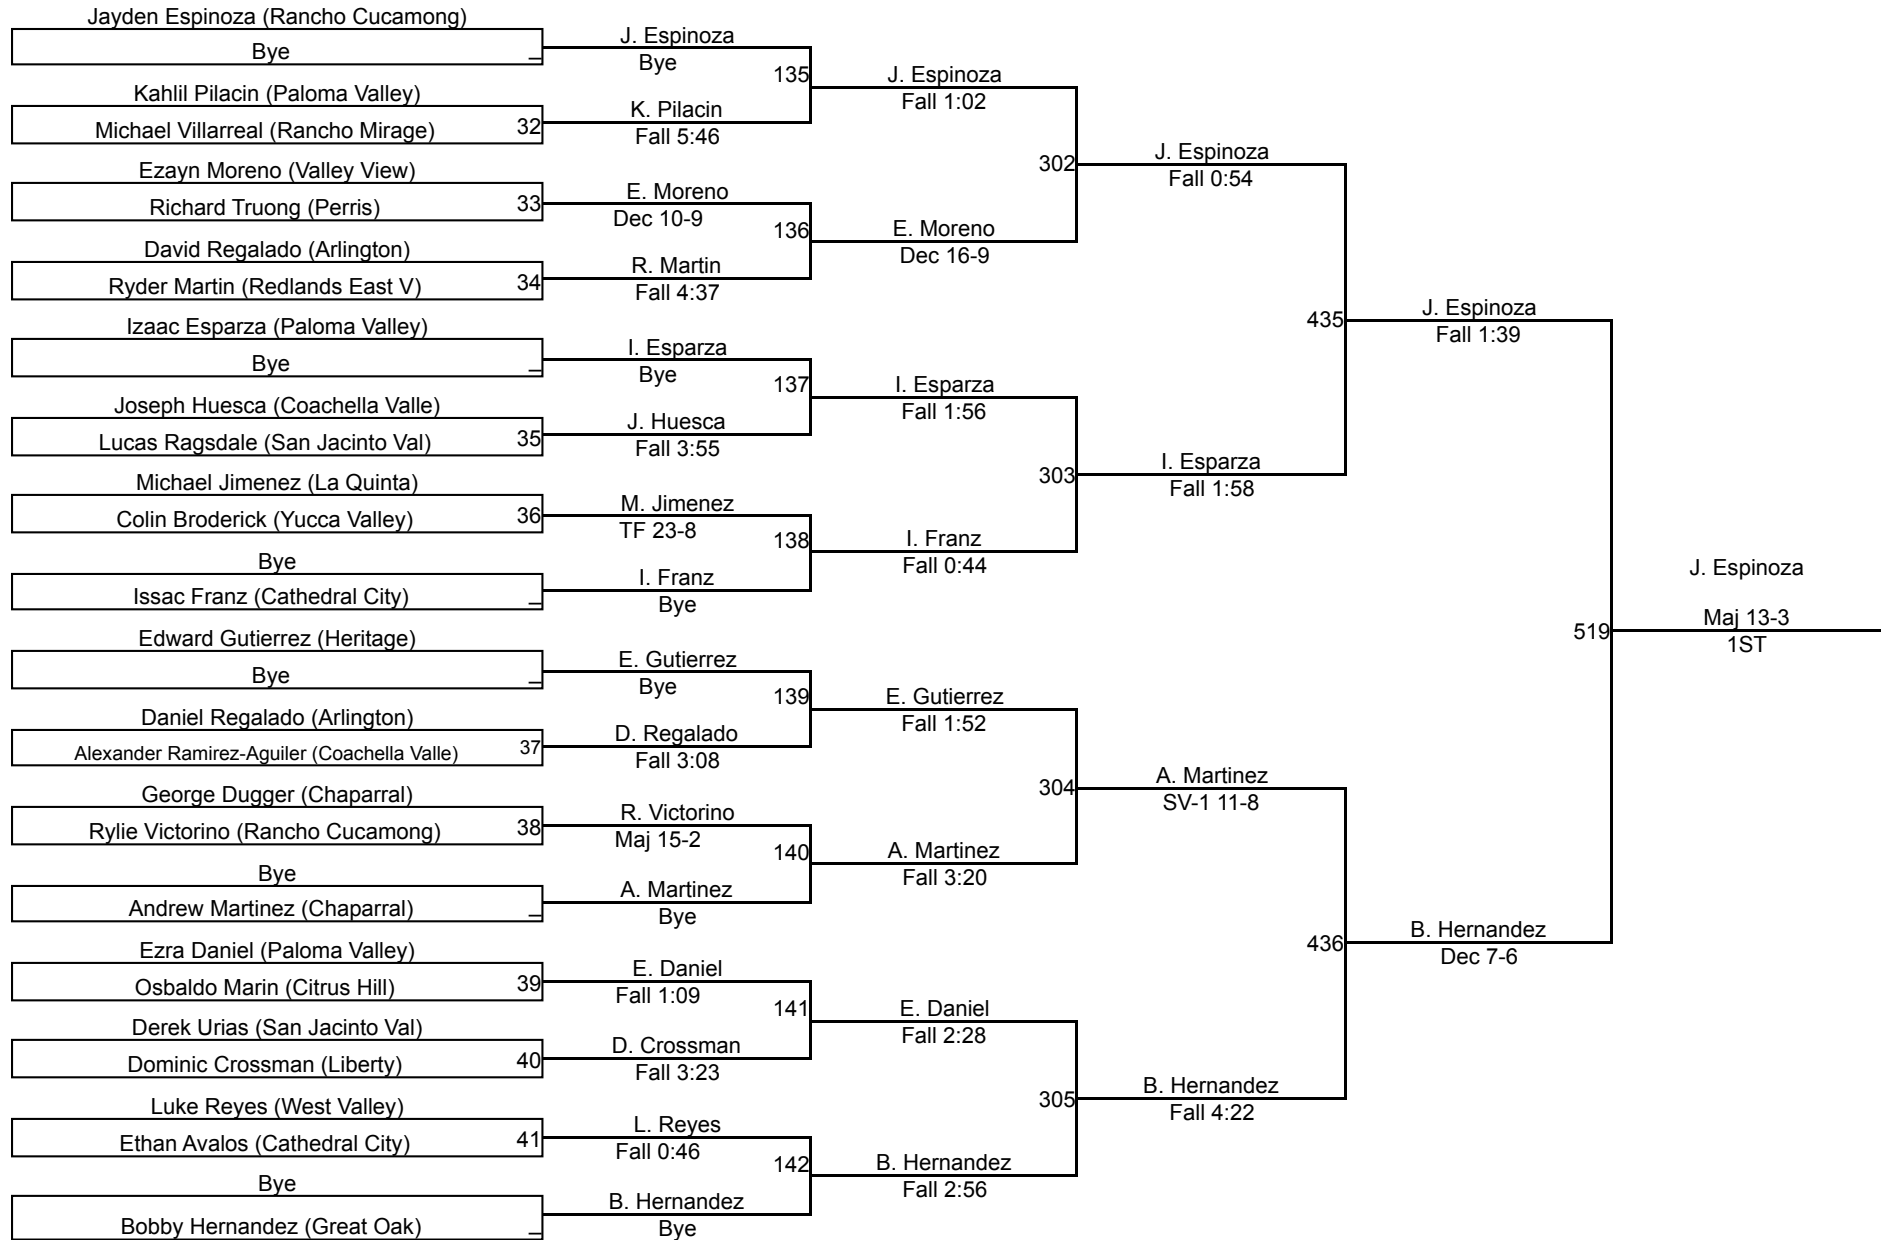 Jayden Espinoza (Rancho Cucamong)
Bye
Kahlil Pilacin (Paloma Valley)
Michael Villarreal (Rancho Mirage) 32
Ezayn Moreno (Valley View)
Richard Truong (Perris) 33
David Regalado (Arlington)
Ryder Martin (Redlands East V) 34
Izaac Esparza (Paloma Valley)
Bye
Joseph Huesca (Coachella Valle)
Lucas Ragsdale (San Jacinto Val) 35
Michael Jimenez (La Quinta)
Colin Broderick (Yucca Valley) 36
Bye
Issac Franz (Cathedral City)
Edward Gutierrez (Heritage)
Bye
Daniel Regalado (Arlington)
Alexander Ramirez-Aguiler (Coachella Valle) 37
George Dugger (Chaparral)
Rylie Victorino (Rancho Cucamong) 38
Bye
Andrew Martinez (Chaparral)
Ezra Daniel (Paloma Valley)
Osbaldo Marin (Citrus Hill) 39
Derek Urias (San Jacinto Val)
Dominic Crossman (Liberty) 40
Luke Reyes (West Valley)
Ethan Avalos (Cathedral City) 41
Bye
Bobby Hernandez (Great Oak)
J. Espinoza
Bye
135
K. Pilacin
Fall 5:46
E. Moreno
Dec 10-9
136
R. Martin
Fall 4:37
I. Esparza
Bye
137
J. Huesca
Fall 3:55
M. Jimenez
TF 23-8
138
I. Franz
Bye
E. Gutierrez
Bye
139
D. Regalado
Fall 3:08
R. Victorino
Maj 15-2
140
A. Martinez
Bye
E. Daniel
Fall 1:09
141
D. Crossman
Fall 3:23
L. Reyes
Fall 0:46
142
B. Hernandez
Bye
J. Espinoza
Fall 1:02
302
E. Moreno
Dec 16-9
I. Esparza
Fall 1:56
303
I. Franz
Fall 0:44
E. Gutierrez
Fall 1:52
304
A. Martinez
Fall 3:20
E. Daniel
Fall 2:28
305
B. Hernandez
Fall 2:56
J. Espinoza
Fall 0:54
435
I. Esparza
Fall 1:58
A. Martinez
SV-1 11-8
436
B. Hernandez
Fall 4:22
J. Espinoza
Fall 1:39
519
B. Hernandez
Dec 7-6
J. Espinoza
Maj 13-3
1ST